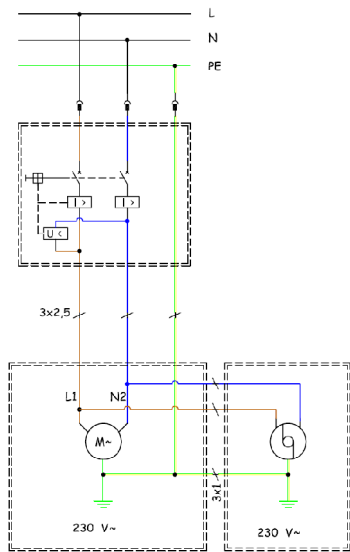 L
N
PE
I >
I >
U <
3x2,5
L1
N2
M~
3x1
230 V~
230 V~